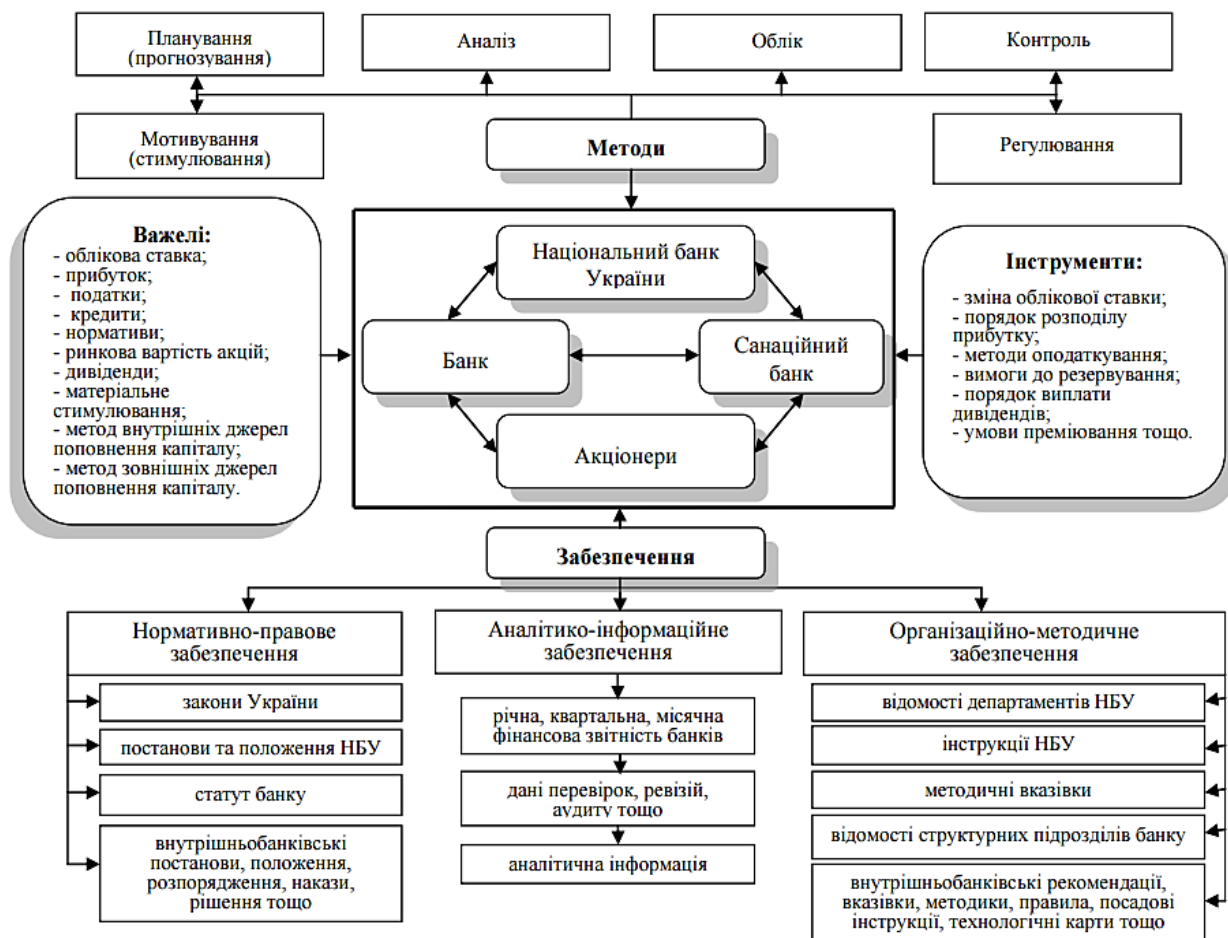 Планування
(прогнозування)
Аналіз
Облік
Контроль
Мотивування
(стимулювання)
Методи
Регулювання
Важелі:
- облікова ставка;
- прибуток;
- податки;
- кредити;
- нормативи;
- ринкова вартість акцій;
- дивіденди;
- матеріальне
стимулювання;
- метод внутрішніх джерел
поповнення капіталу;
- метод зовнішніх джерел
поповнення капіталу.
Національний банк
України
Банк
Санаційний
банк
Акціонери
Інструменти:
- зміна облікової ставки;
- порядок розподілу
прибутку;
- методи оподаткування;
- вимоги до резервування;
- порядок виплати
дивідендів;
- умови преміювання тощо.
Забезпечення
Нормативно-правове
забезпечення
закони України
постанови та положення НБУ
статут банку
внутрішньобанківські
постанови, положення,
розпорядження, накази,
рішення тощо
Аналітико-інформаційне
забезпечення
річна, квартальна, місячна
фінансова звітність банків
дані перевірок, ревізій,
аудиту тощо
аналітична інформація
Організаційно-методичне
забезпечення
відомості департаментів НБУ
інструкції НБУ
методичні вказівки
відомості структурних підрозділів банку
внутрішньобанківські рекомендації,
вказівки, методики, правила, посадові
інструкції, технологічні карти тощо